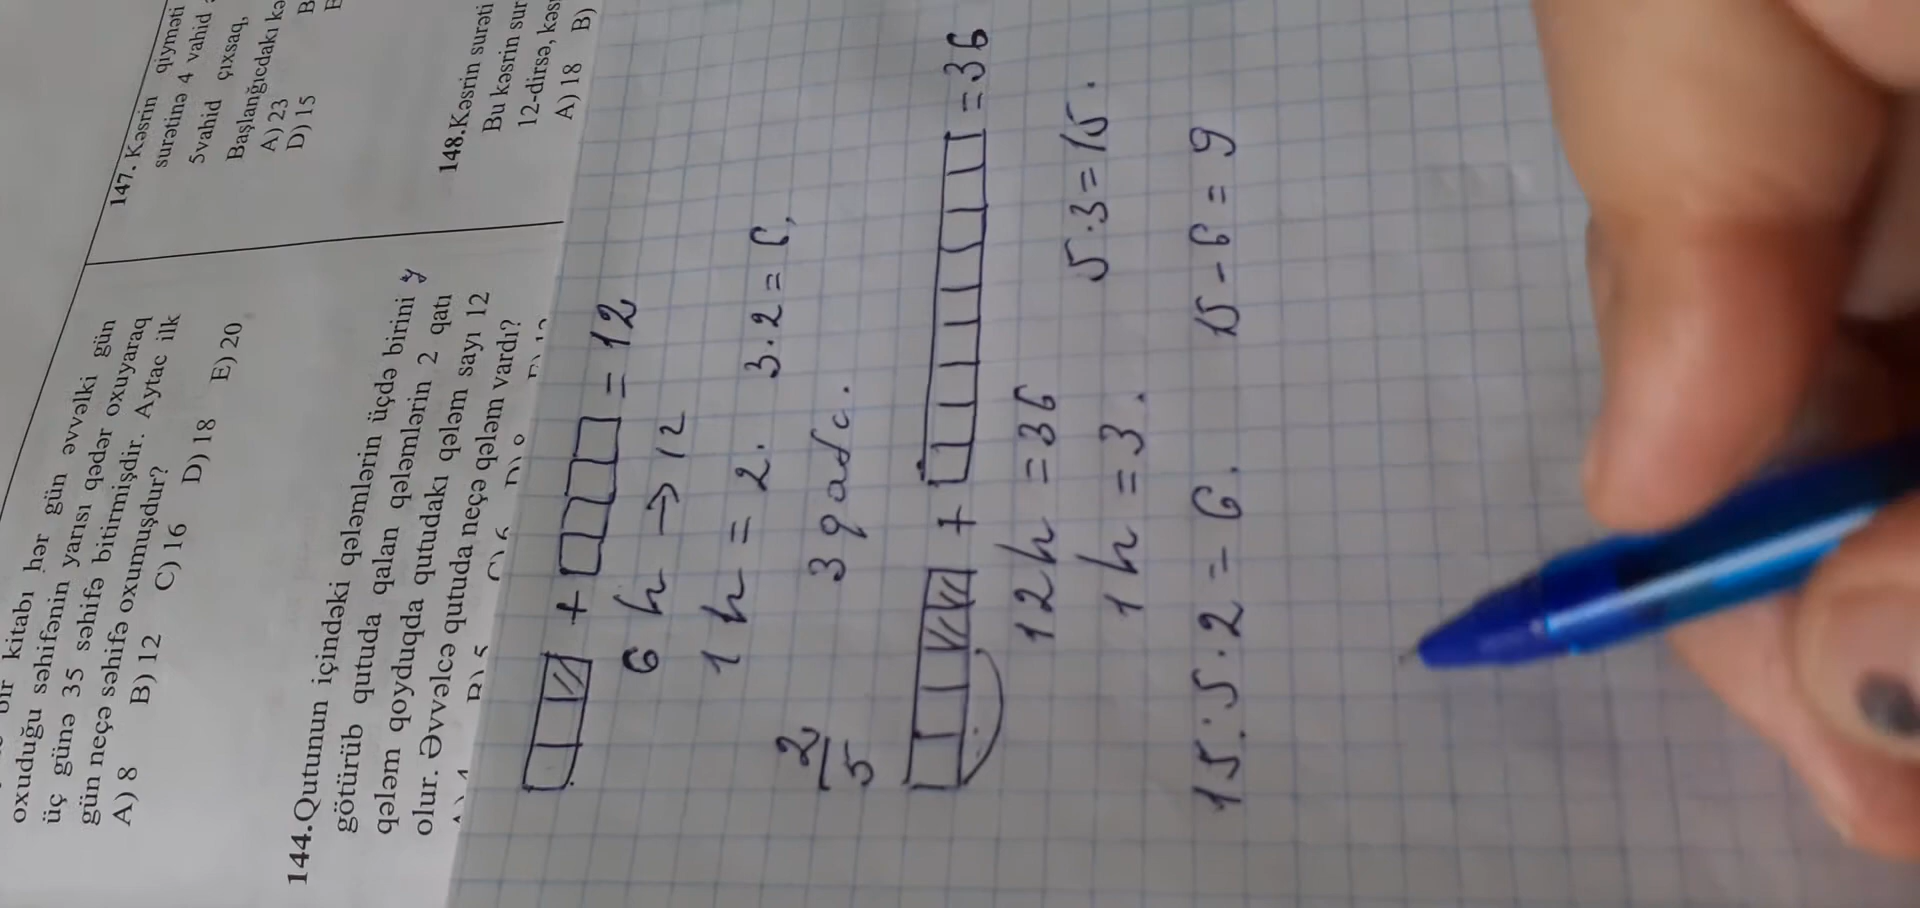 kitabı hər gün əvvəlki gün
oxuduğu səhifənin yarısı qədər oxuyaraq
üç günə 35 səhifə bitirmişdir. Aytac ilk
gün neçə səhifə oxumuşdur?
A) 8 B) 12 C) 16 D) 18 E) 20
144. Qutunun içindəki qələmlərin üçdə birini
götürüb qutuda qalan qələmlərin 2 qatı
qələm qoyduqda qutudakı qələm sayı 12
olur. Əvvəlcə qutuda neçə qələm vardı?
147. Kəsrin qiyməti
surətinə 4 vahid
5vahid çıxsaq,
Başlanğıcdakı
A) 23 B
D) 15 E
148. Kəsrin surəti
Bu kəsrin sur
12-dirsə, kəs
A) 18 B)
+ = 12
6 h → 12
1 h = 2. 3·2=6,
2/5 3 qadc.
+ = 36
12h = 36
1 h = 3. 5·3=15.
15:5·2=6. 15-6=9